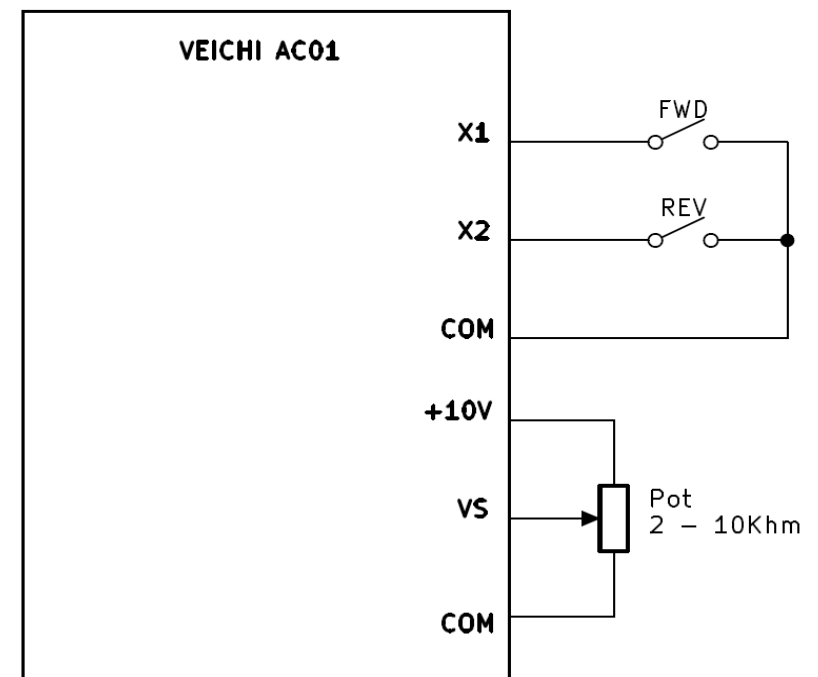 VEICHI AC01
X1
FWD
X2
REV
COM
+10V
VS
Pot
2 – 10Khm
COM